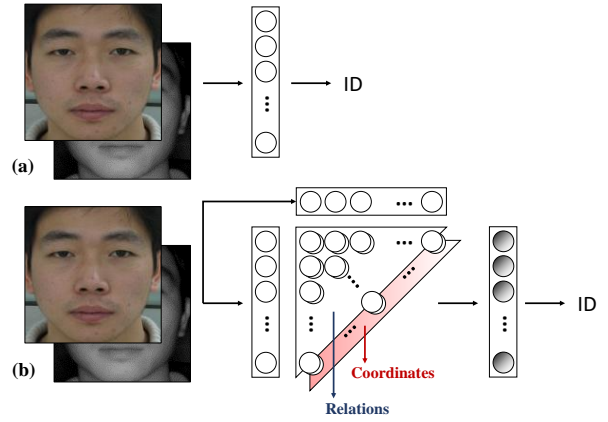 ID
(a)
ID
(b)
Coordinates
Relations